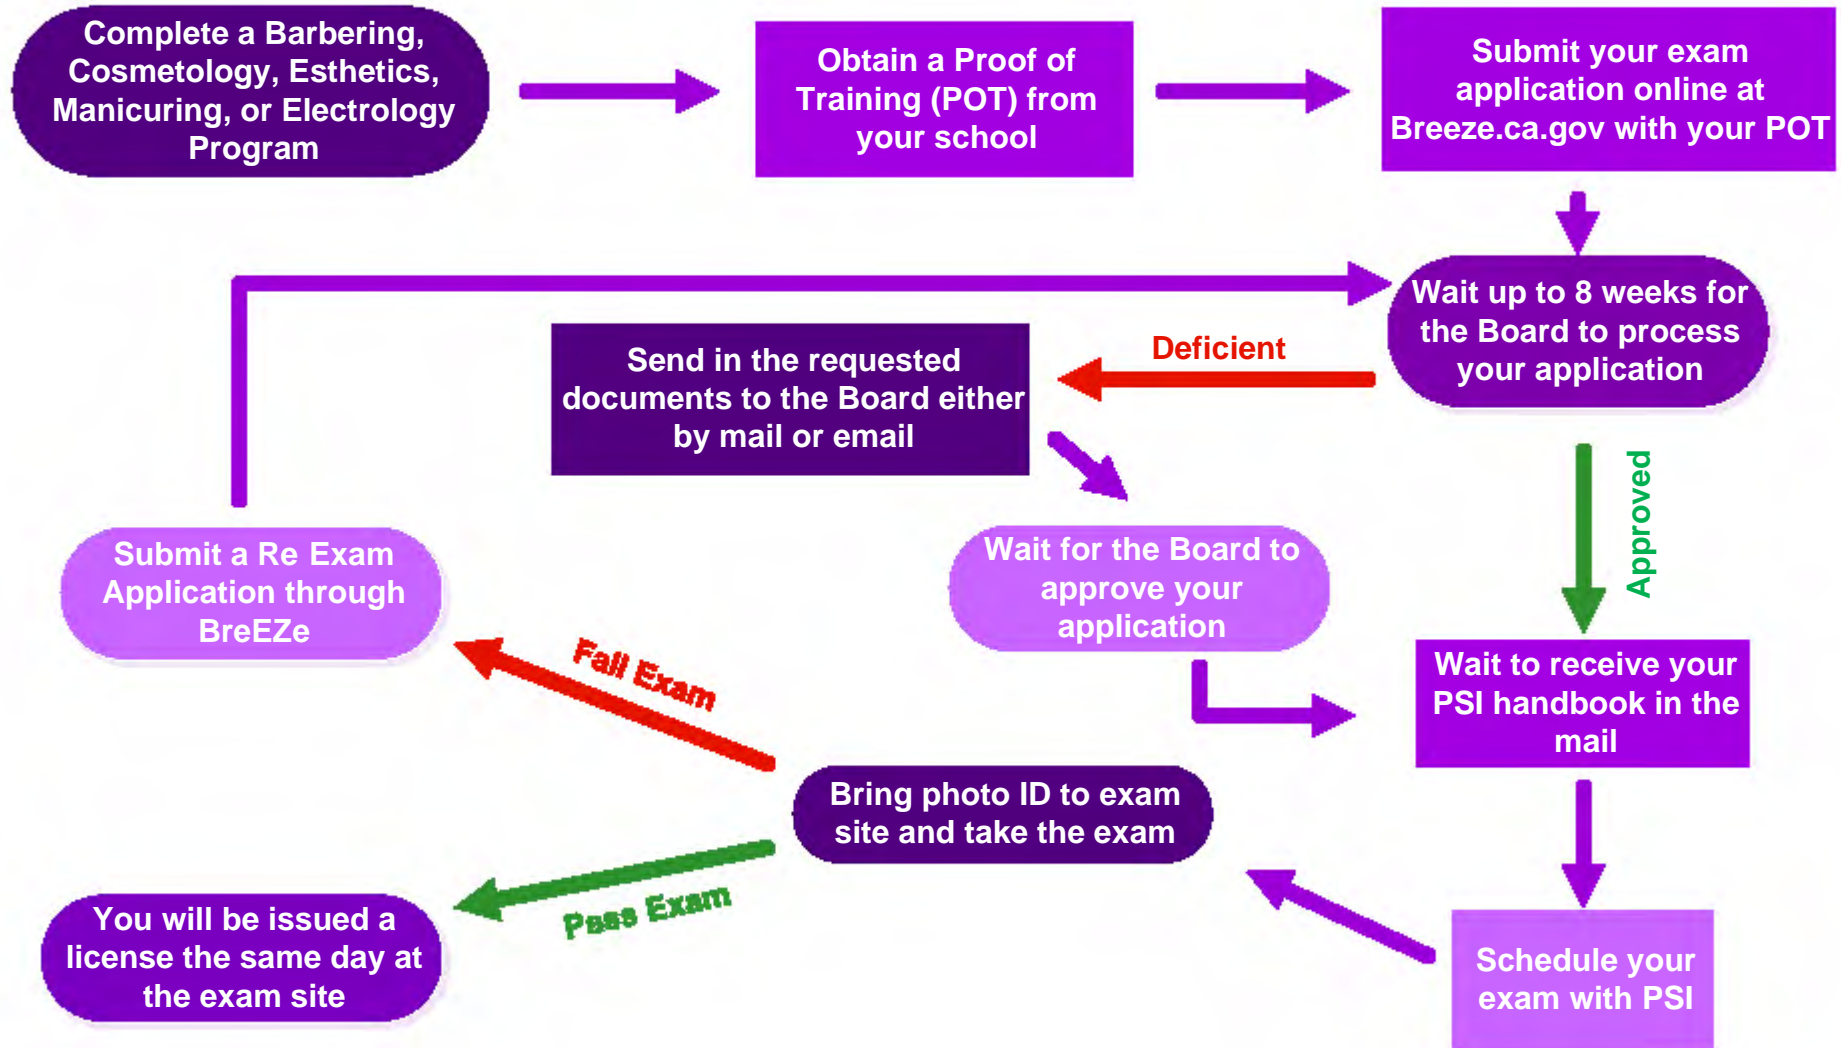 Complete a Barbering,
Cosmetology, Esthetics,
Manicuring, or Electrology
Program
Obtain a Proof of
Training (POT) from
your school
Submit your exam
application online at
Breeze.ca.gov with your POT
Wait up to 8 weeks for
the Board to process
your application
Deficient
Send in the requested
documents to the Board either
by mail or email
Approved
Wait for the Board to
approve your
application
Submit a Re Exam
Application through
BreEZe
Fail Exam
Wait to receive your
PSI handbook in the
mail
Bring photo ID to exam
site and take the exam
Pass Exam
You will be issued a
license the same day at
the exam site
Schedule your
exam with PSI